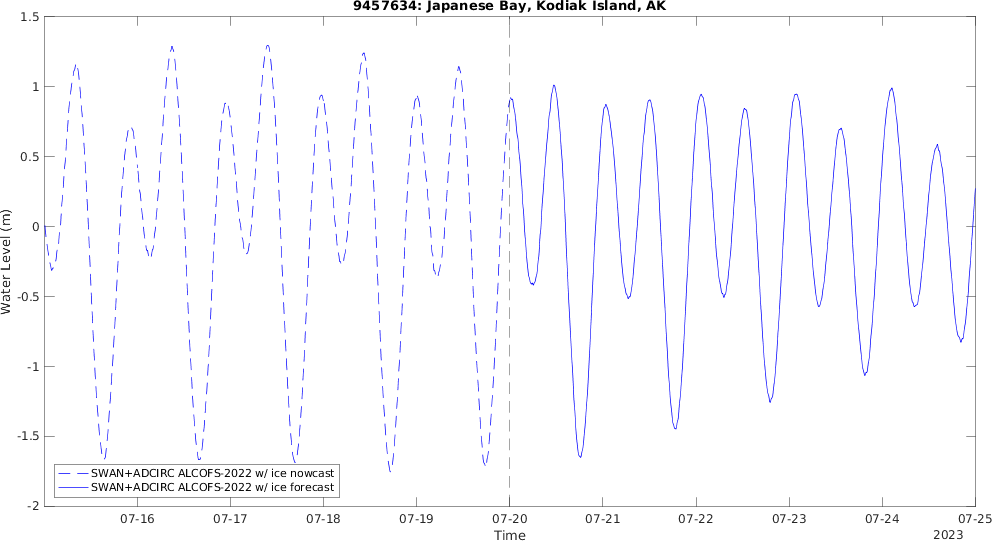 9457634: Japanese Bay, Kodiak Island, AK
1.5
1
0.5
0
-0.5
-1
-1.5
-2
Water Level (m)
SWAN+ADCIRC ALCOFS-2022 w/ ice nowcast
SWAN+ADCIRC ALCOFS-2022 w/ ice forecast
07-16 07-17 07-18 07-19 07-20 07-21 07-22 07-23 07-24 07-25
Time
2023